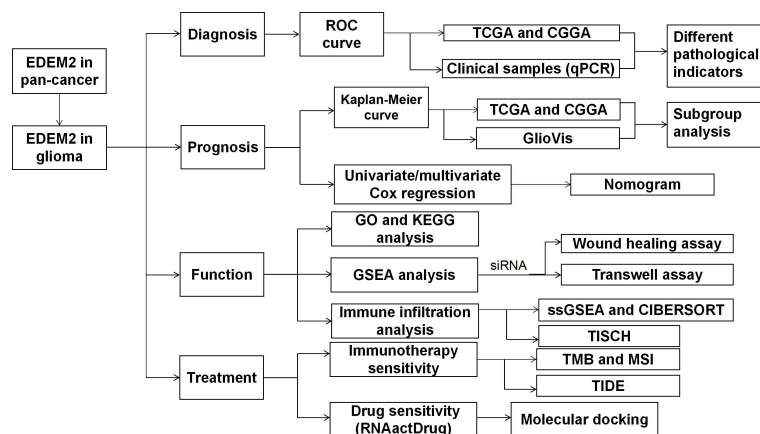 EDEM2 in
pan-cancer
EDEM2 in
glioma
Diagnosis
ROC
curve
TCGA and CGGA
Clinical samples (qPCR)
Different
pathological
indicators
Prognosis
Kaplan-Meier
curve
TCGA and CGGA
GlioVis
Subgroup
analysis
Univariate/multivariate
Cox regression
Nomogram
Function
GO and KEGG
analysis
GSEA analysis
siRNA
Wound healing assay
Transwell assay
Immune infiltration
analysis
ssGSEA and CIBERSORT
TISCH
Treatment
Immunotherapy
sensitivity
TMB and MSI
TIDE
Drug sensitivity
(RNAactDrug)
Molecular docking